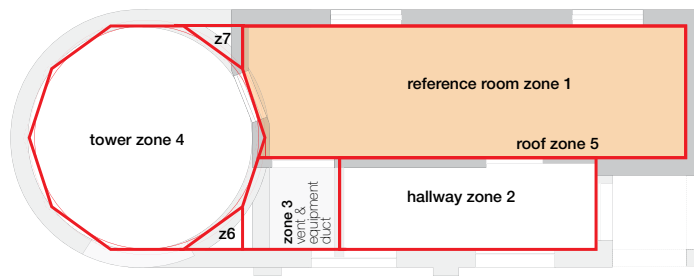 z7
reference room zone 1
tower zone 4
roof zone 5
hallway zone 2
zone 3
vent &
equipment
duct
z6